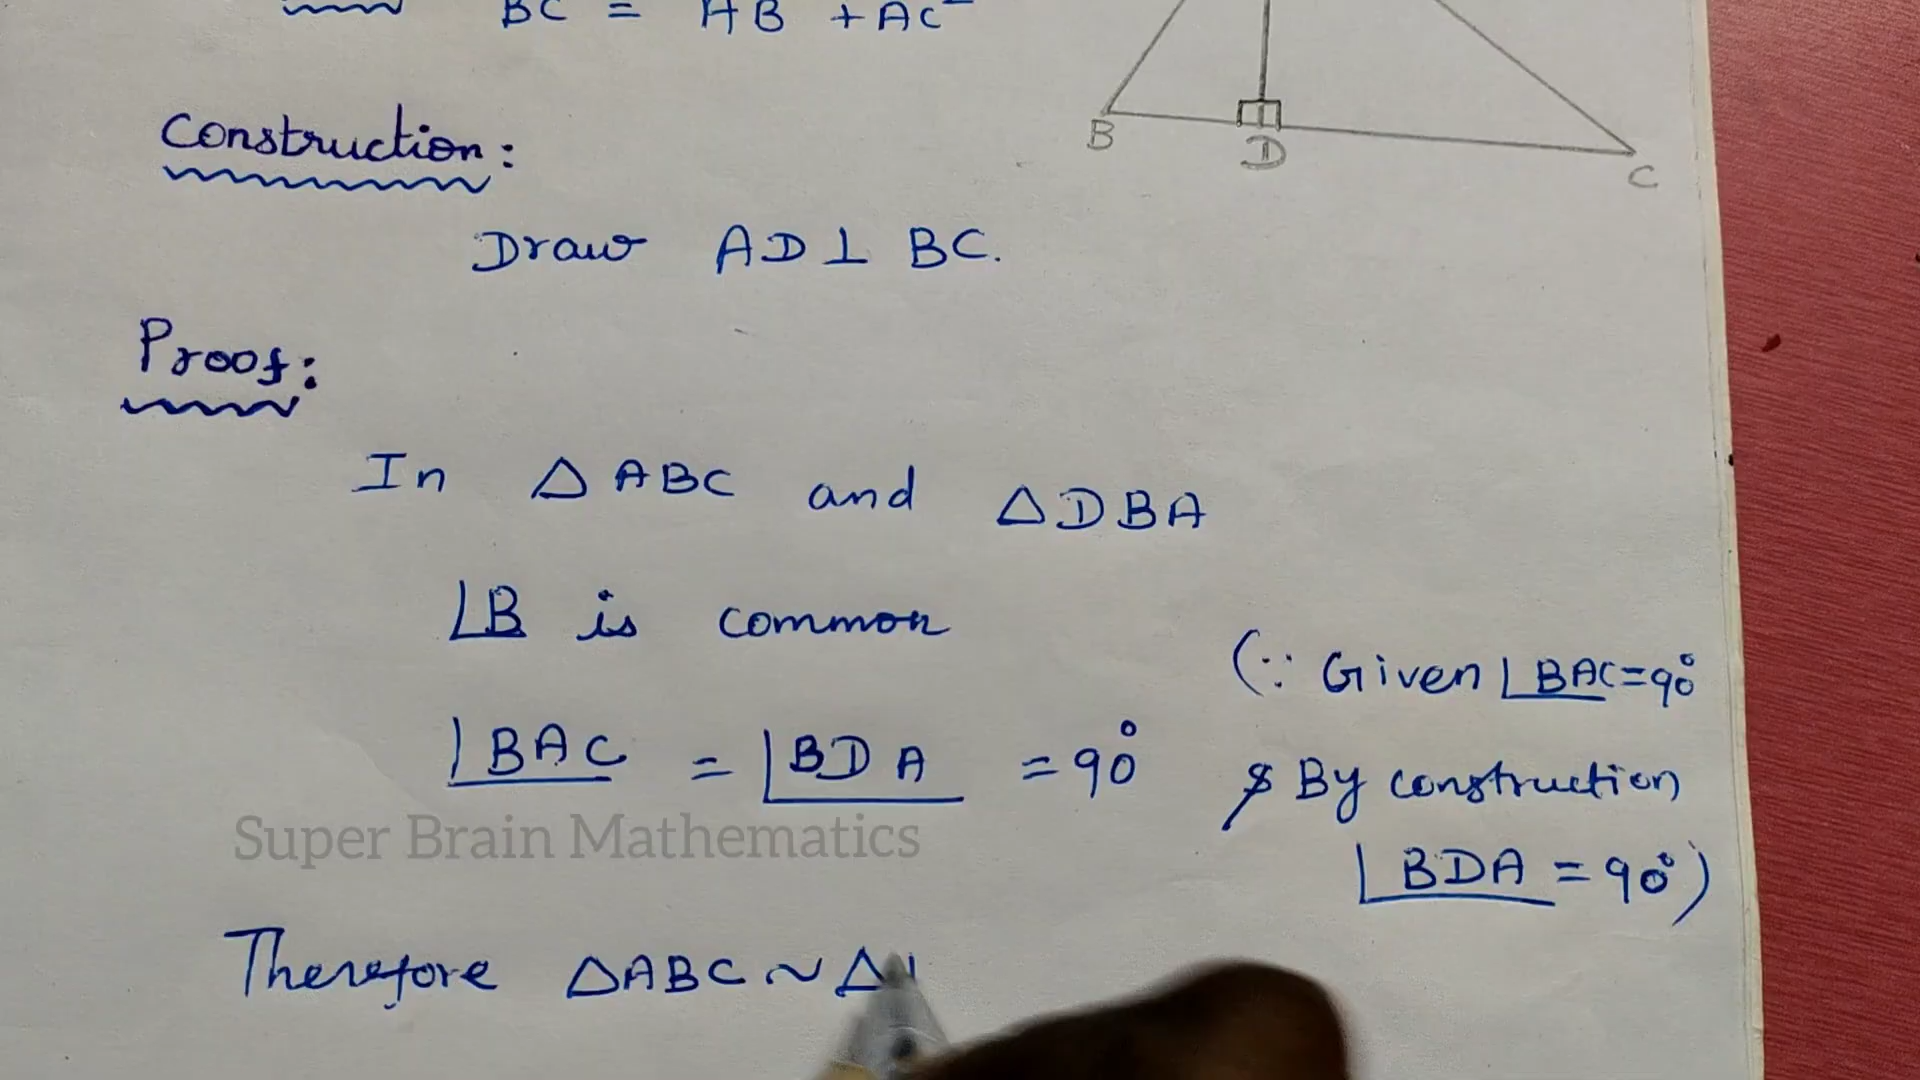 BC = AB + AC²
B D C
Construction:
Draw AD ⊥ BC.
Proof:
In △ABC and △DBA
∠B is common
∠BAC = ∠BDA = 90°
(∵ Given ∠BAC=90°
& By construction
∠BDA = 90°)
Super Brain Mathematics
Therefore △ABC ~ △